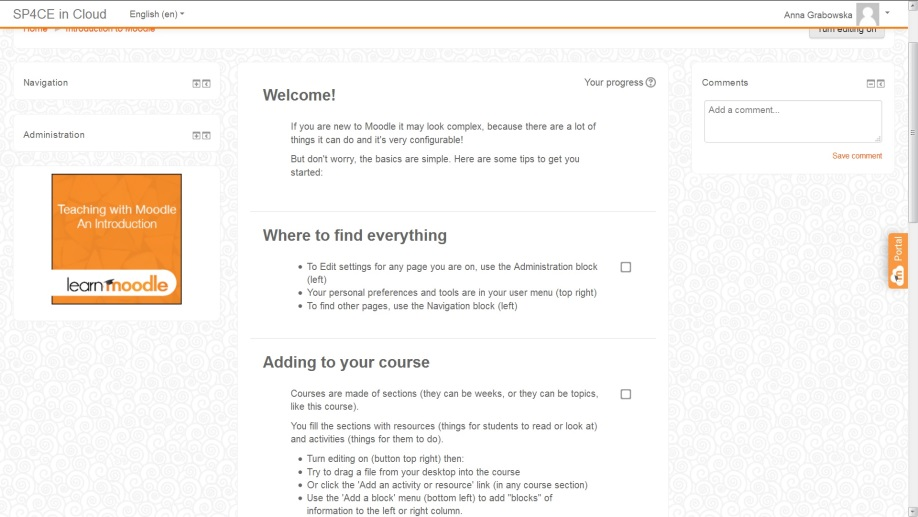 SP4CE in Cloud
English (en)
Anna Grabowska
Home > Introduction to Moodle
Turn editing on
Navigation
Administration
Teaching with Moodle
An Introduction
learn moodle
Your progress
Welcome!
If you are new to Moodle it may look complex, because there are a lot of
things it can do and it's very configurable!
But don't worry, the basics are simple. Here are some tips to get you
started:
Where to find everything
• To Edit settings for any page you are on, use the Administration block
(left)
• Your personal preferences and tools are in your user menu (top right)
• To find other pages, use the Navigation block (left)
Adding to your course
Courses are made of sections (they can be weeks, or they can be topics,
like this course).
You fill the sections with resources (things for students to read or look at)
and activities (things for them to do).
• Turn editing on (button top right) then:
• Try to drag a file from your desktop into the course
• Or click the 'Add an activity or resource' link (in any course section)
• Use the 'Add a block' menu (bottom left) to add "blocks" of
information to the left or right column.
Comments
Add a comment...
Save comment
Portal